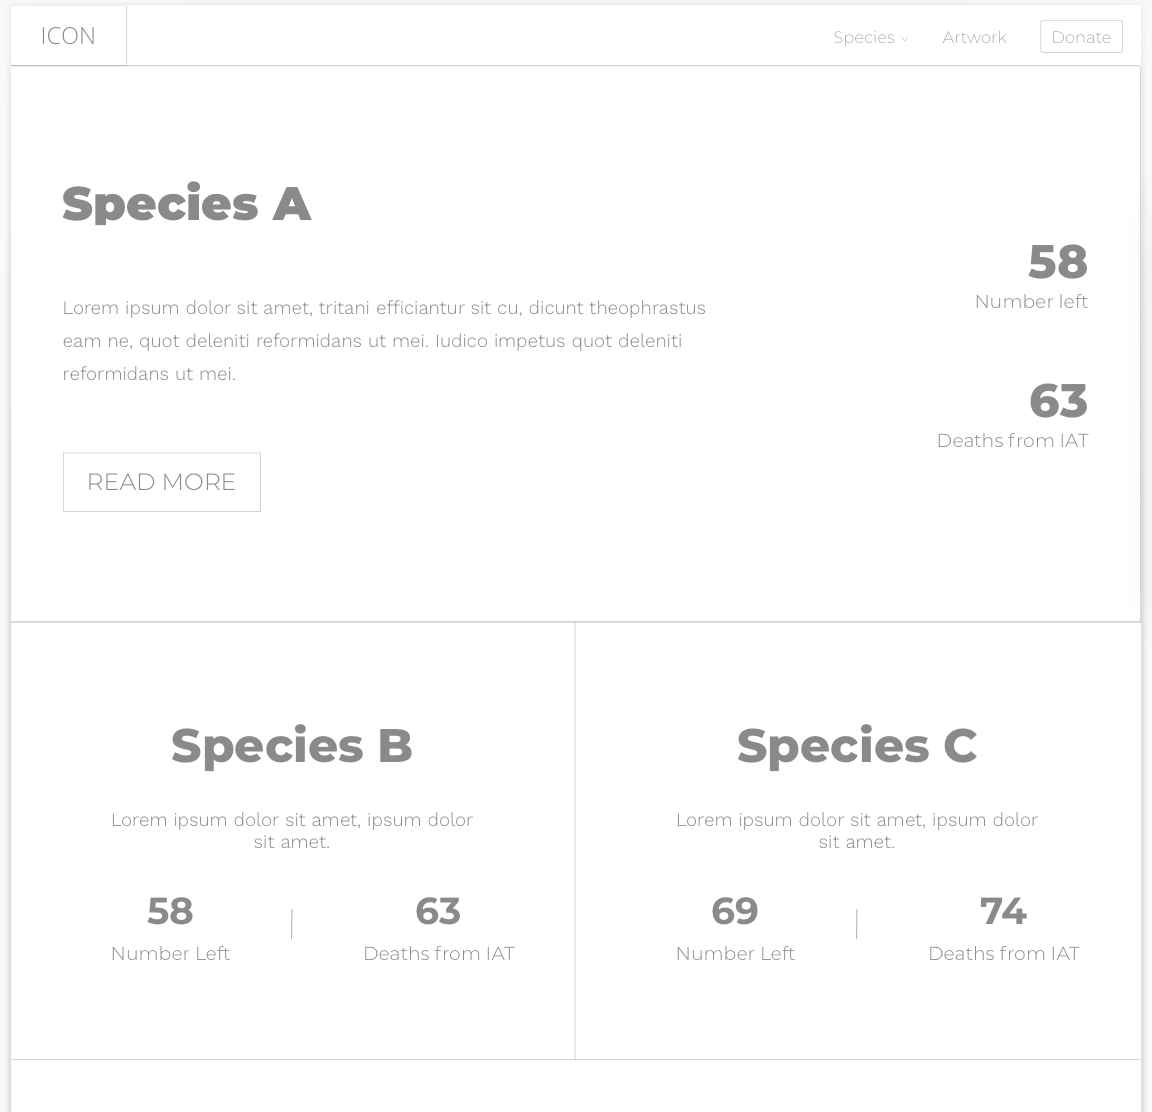 ICON
Species
Artwork
Donate
Species A
Lorem ipsum dolor sit amet, tritani efficiantur sit cu, dicunt theophrastus
eam ne, quot deleniti reformidans ut mei. Iudico impetus quot deleniti
reformidans ut mei.
READ MORE
58
Number left
63
Deaths from IAT
Species B
Lorem ipsum dolor sit amet, ipsum dolor
sit amet.
58
Number Left
63
Deaths from IAT
Species C
Lorem ipsum dolor sit amet, ipsum dolor
sit amet.
69
Number Left
74
Deaths from IAT